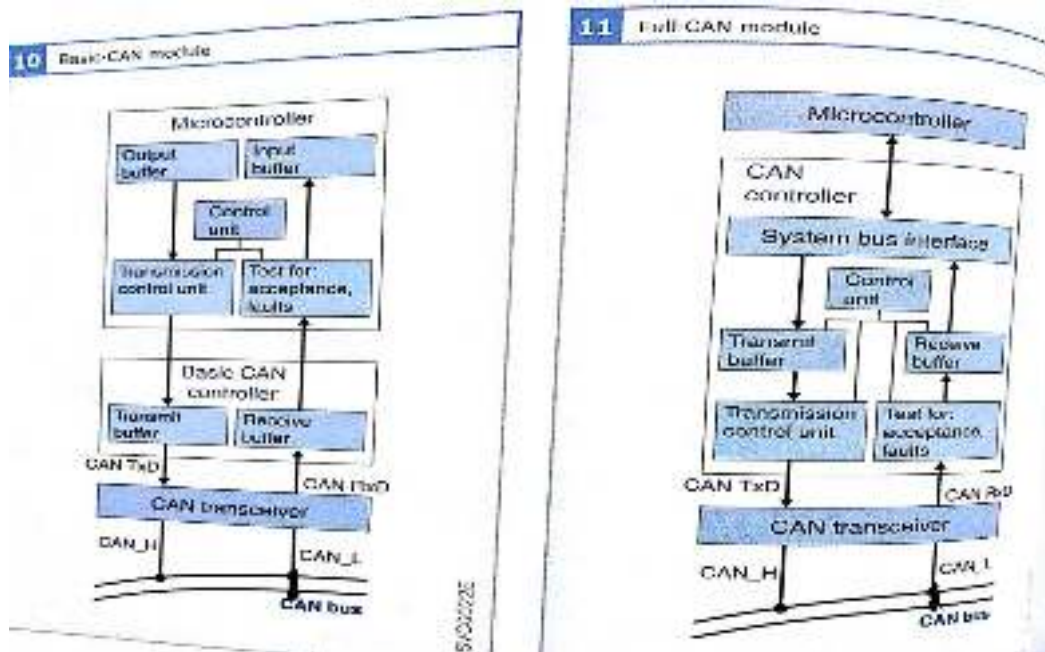 10 Basic-CAN module
Microcontroller
Output
buffer
Input
buffer
Control
unit
Transmission
control unit
Test for:
acceptance,
faults
Basic CAN
controller
Transmit
buffer
Receive
buffer
CAN TxD
CAN RxD
CAN transceiver
CAN_H
CAN_L
CAN bus
11 Full-CAN module
Microcontroller
CAN
controller
System bus interface
Control
unit
Transmit
buffer
Receive
buffer
Transmission
control unit
Test for:
acceptance,
faults
CAN TxD
CAN RxD
CAN transceiver
CAN_H
CAN_L
CAN bus